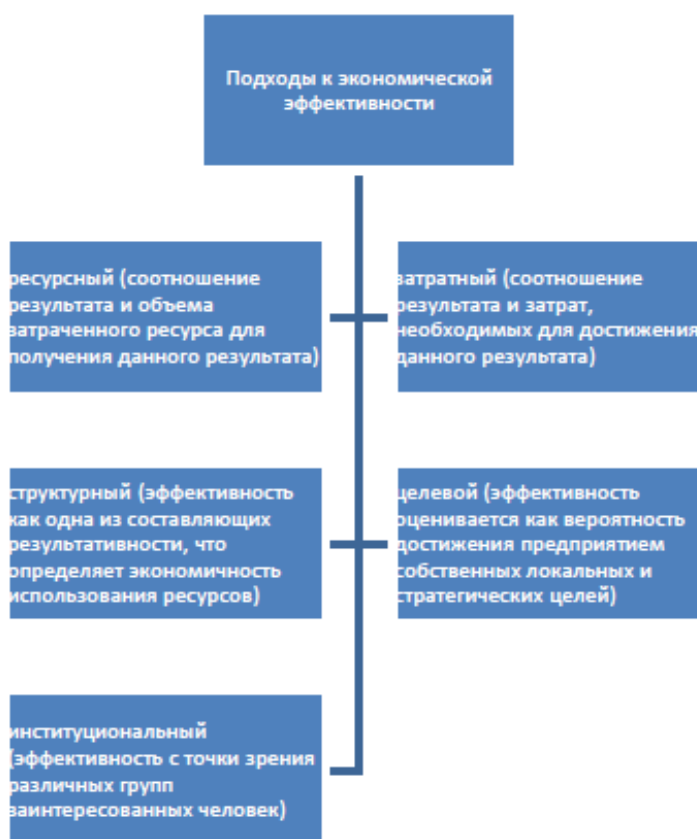 Подходы к экономической
эффективности
ресурсный (соотношение
результата и объема
затраченного ресурса для
получения данного результата)
затратный (соотношение
результата и затрат,
необходимых для достижения
данного результата)
структурный (эффективность
как одна из составляющих
результативности, что
определяет экономичность
использования ресурсов)
целевой (эффективность
оценивается как вероятность
достижения предприятием
собственных локальных и
стратегических целей)
институциональный
(эффективность с точки зрения
различных групп
заинтересованных человек)